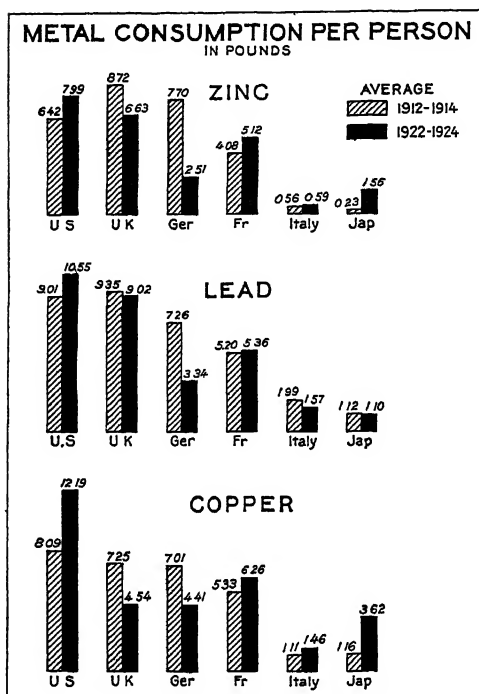 METAL CONSUMPTION PER PERSON
IN POUNDS
ZINC
AVERAGE
1912-1914
1922-1924
6.42 7.99 8.72 6.63 7.70 2.51 4.08 5.12 0.56 0.59 0.23 1.56
U S U K Ger Fr Italy Jap
LEAD
9.01 10.55 9.35 9.02 7.26 3.34 5.20 5.36 1.99 1.57 1.12 1.10
U.S U K Ger Fr Italy Jap
COPPER
8.09 12.19 7.25 4.54 7.01 4.41 5.33 6.26 1.11 1.46 1.16 3.62
U S U K Ger Fr Italy Jap